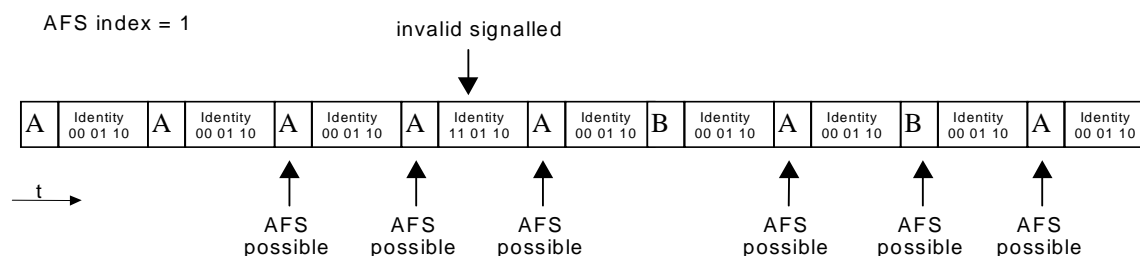 AFS index = 1
invalid signalled
A Identity A Identity A Identity A Identity A Identity B Identity A Identity B Identity A Identity
00 01 10 00 01 10 00 01 10 11 01 10 00 01 10 00 01 10 00 01 10 00 01 10 00 01 10
t
AFS AFS AFS AFS AFS AFS
possible possible possible possible possible possible